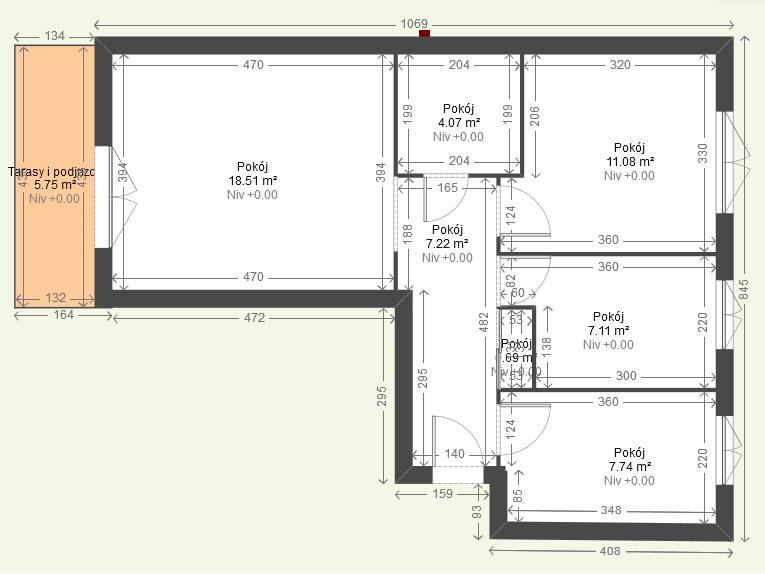 1069
134
470
204
320
199
199
206
Pokój
4.07 m²
Niv +0.00
Pokój
11.08 m²
Niv +0.00
330
Tarasy i podjazd
5.75 m²
Niv +0.00
394
Pokój
18.51 m²
Niv +0.00
394
204
165
124
188
Pokój
7.22 m²
Niv +0.00
360
360
470
132
164
472
82
60
53
482
Pokój
7.11 m²
Niv +0.00
220
845
Pokój
.69 m²
Niv +0.00
138
53
300
295
295
360
124
140
Pokój
7.74 m²
Niv +0.00
220
159
93
85
348
408